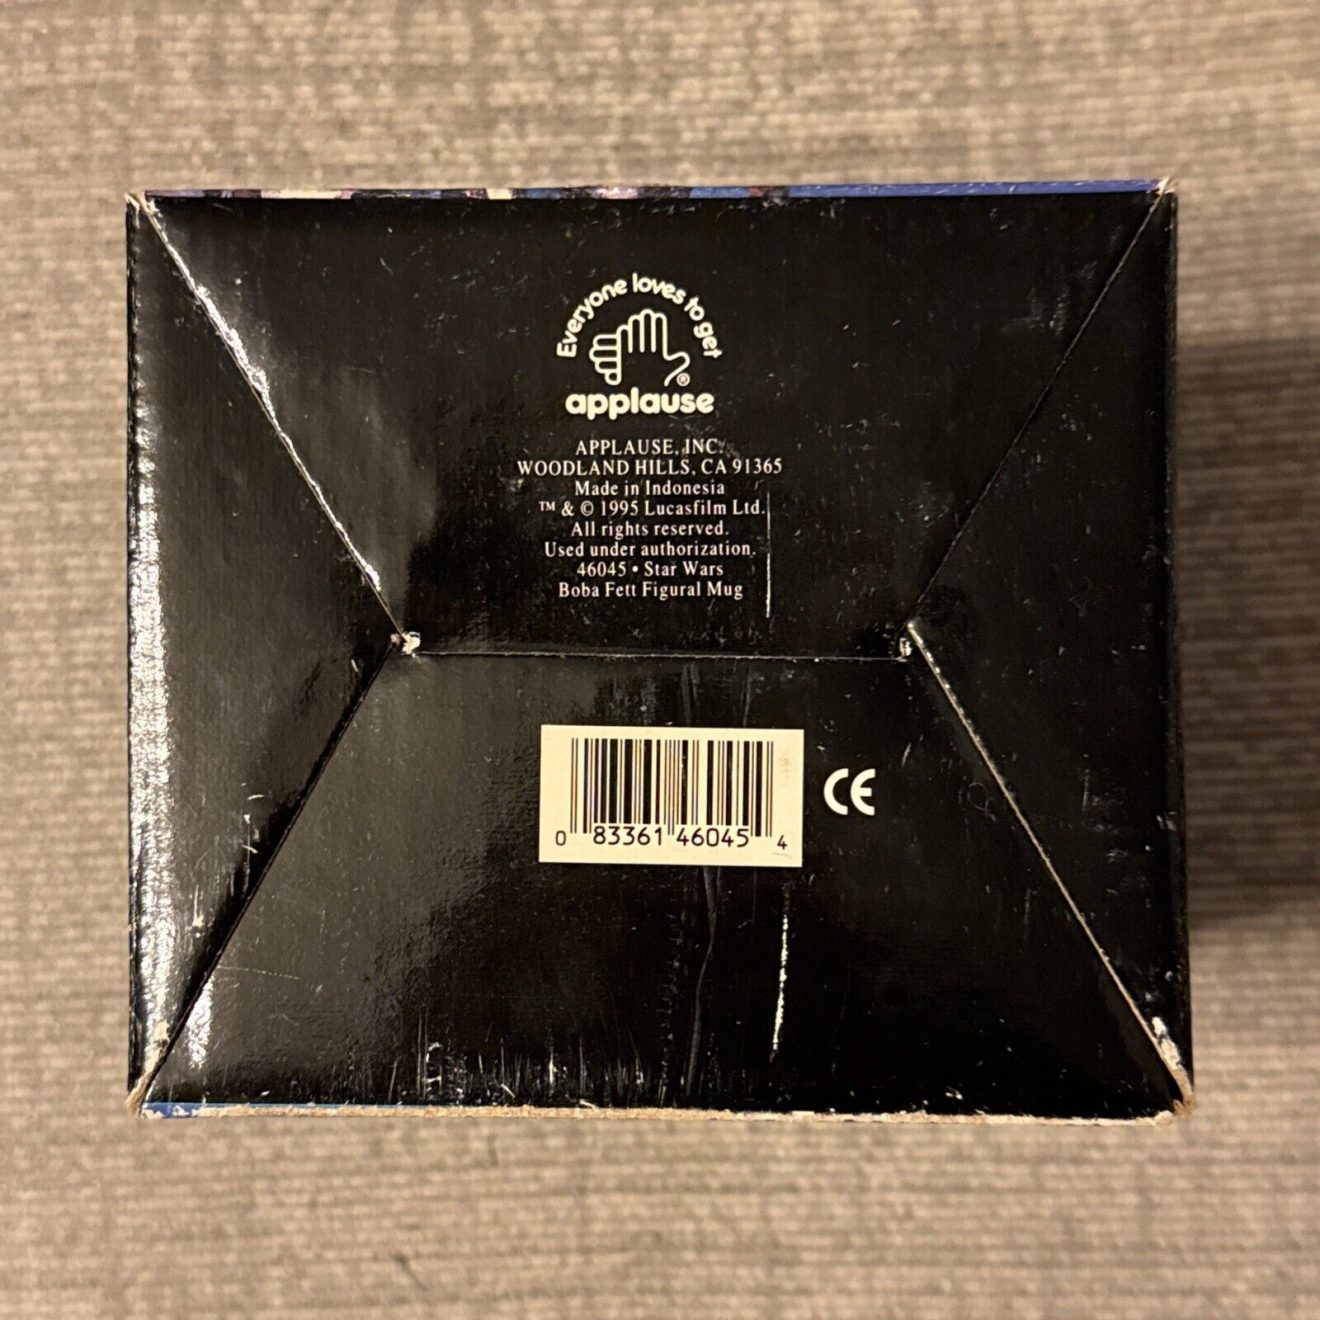 Everyone loves to get
®
applause
APPLAUSE, INC.
WOODLAND HILLS, CA 91365
Made in Indonesia
™ & © 1995 Lucasfilm Ltd.
All rights reserved.
Used under authorization.
46045 • Star Wars
Boba Fett Figural Mug
0 83361 46045 4
CE